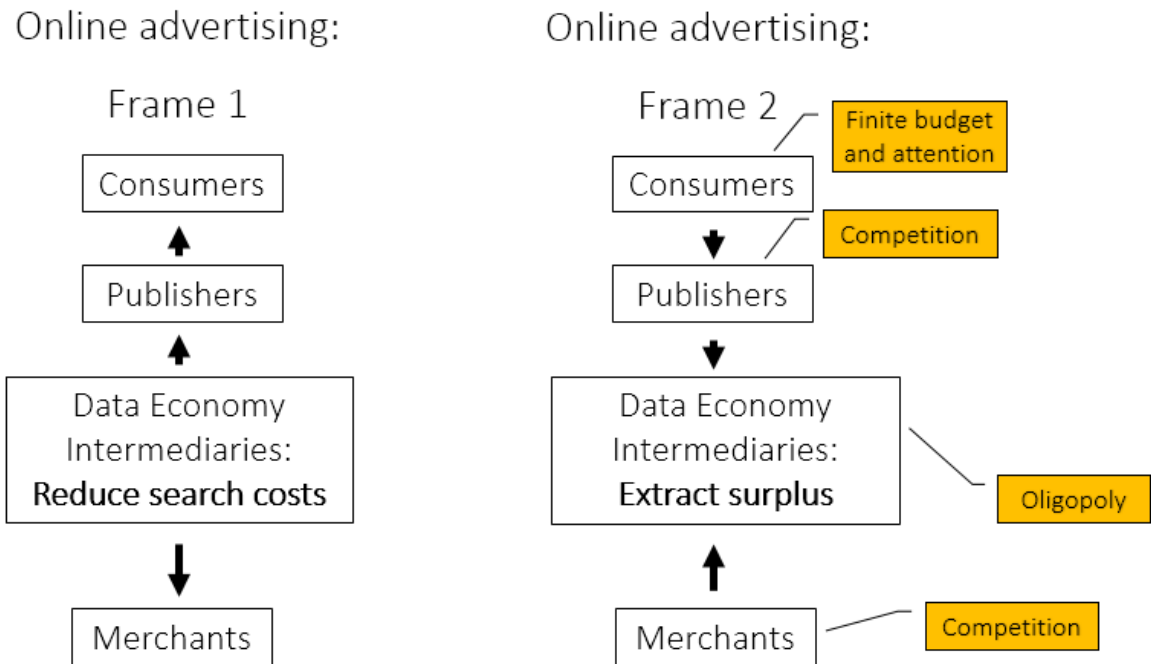 Online advertising:
Frame 1
Consumers
Publishers
Data Economy
Intermediaries:
Reduce search costs
Merchants
Online advertising:
Frame 2
Finite budget
and attention
Consumers
Competition
Publishers
Data Economy
Intermediaries:
Extract surplus
Oligopoly
Merchants
Competition